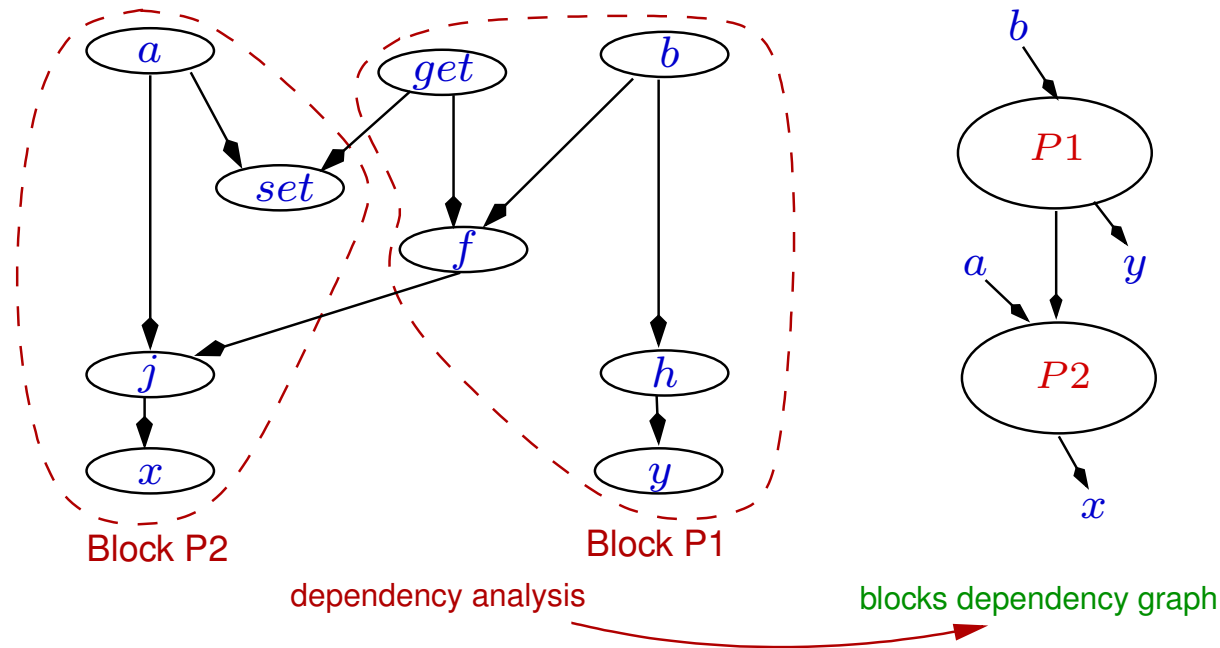 a
get
b
set
f
j
h
x
y
Block P2
Block P1
b
P1
y
a
P2
x
dependency analysis
blocks dependency graph